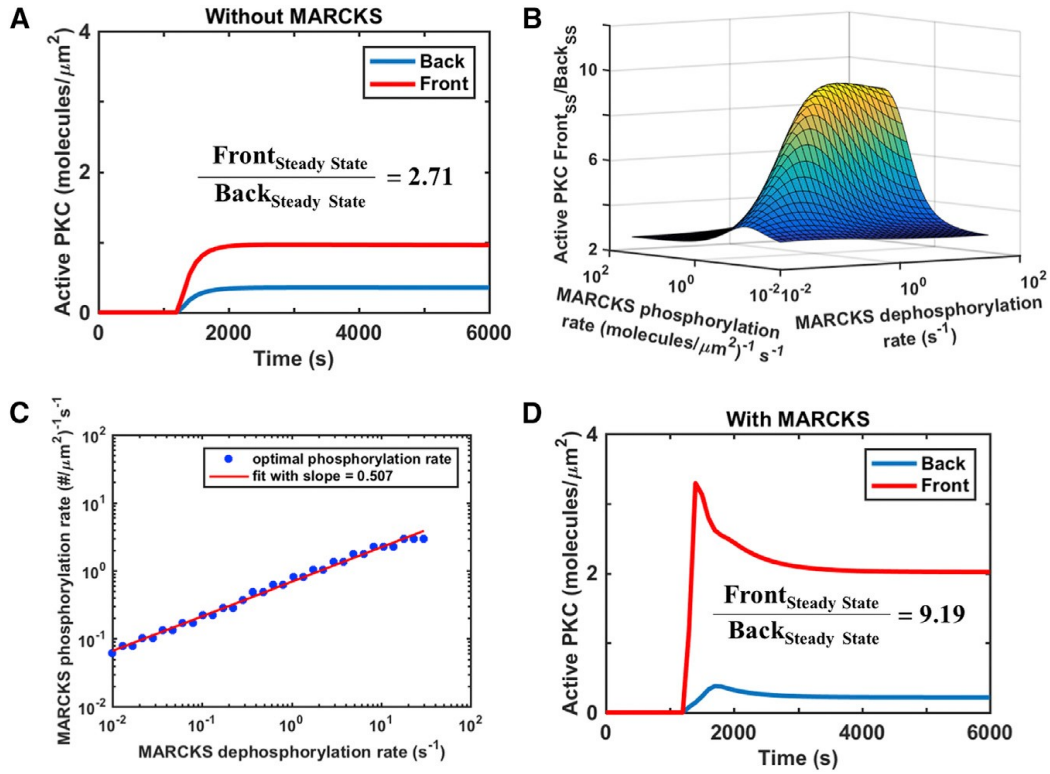 A
Without MARCKS
Active PKC (molecules/μm²)
4
2
0
Back
Front
Front_Steady State
Back_Steady State
= 2.71
0 2000 4000 6000
Time (s)
B
Active PKC Front_SS/Back_SS
10
6
2
10² 10⁰ 10⁻² 10⁻² 10⁰ 10²
MARCKS phosphorylation
rate (molecules/μm²)⁻¹ s⁻¹
MARCKS dephosphorylation
rate (s⁻¹)
C
MARCKS phosphorylation rate (#/μm²)⁻¹s⁻¹
10²
10¹
10⁰
10⁻¹
10⁻²
optimal phosphorylation rate
fit with slope = 0.507
10⁻² 10⁻¹ 10⁰ 10¹ 10²
MARCKS dephosphorylation rate (s⁻¹)
D
With MARCKS
Active PKC (molecules/μm²)
4
2
0
Back
Front
Front_Steady State
Back_Steady State
= 9.19
0 2000 4000 6000
Time (s)